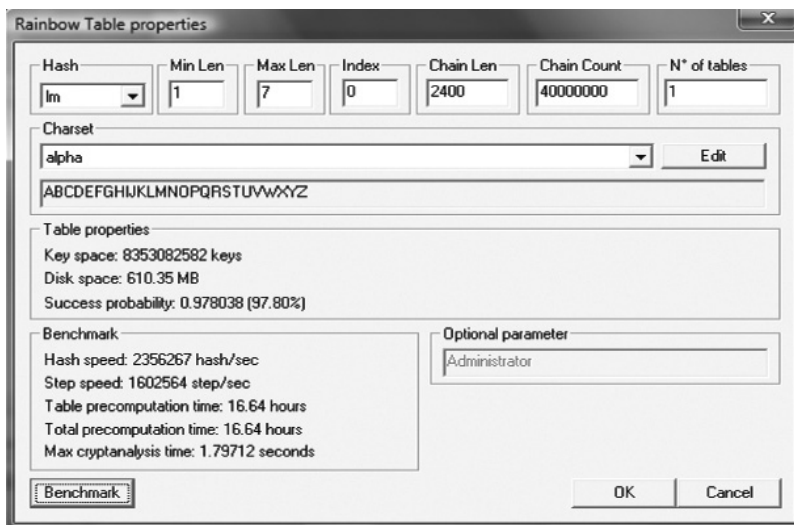 Rainbow Table properties
Hash
Min Len
Max Len
Index
Chain Len
Chain Count
N° of tables
lm
1
7
0
2400
40000000
1
Charset
alpha
Edit
ABCDEFGHIJKLMNOPQRSTUVWXYZ
Table properties
Key space: 8353082582 keys
Disk space: 610.35 MB
Success probability: 0.978038 (97.80%)
Benchmark
Hash speed: 2356267 hash/sec
Step speed: 1602564 step/sec
Table precomputation time: 16.64 hours
Total precomputation time: 16.64 hours
Max cryptanalysis time: 1.79712 seconds
Optional parameter
Administrator
Benchmark
OK
Cancel